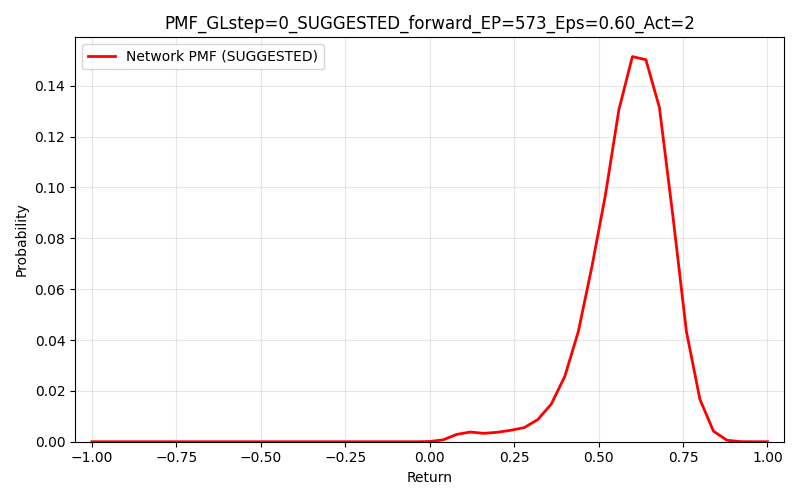 PMF_GLstep=0_SUGGESTED_forward_EP=573_Eps=0.60_Act=2
Network PMF (SUGGESTED)
Probability
0.14
0.12
0.10
0.08
0.06
0.04
0.02
0.00
−1.00 −0.75 −0.50 −0.25 0.00 0.25 0.50 0.75 1.00
Return